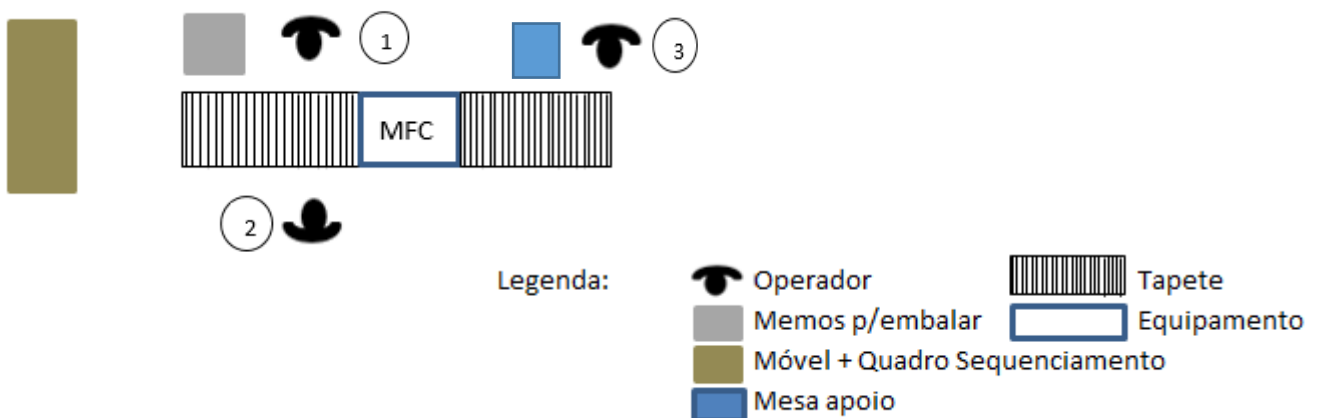 1
3
MFC
2
Legenda:
Operador
Tapete
Memos p/embalar
Equipamento
Móvel + Quadro Sequenciamento
Mesa apoio